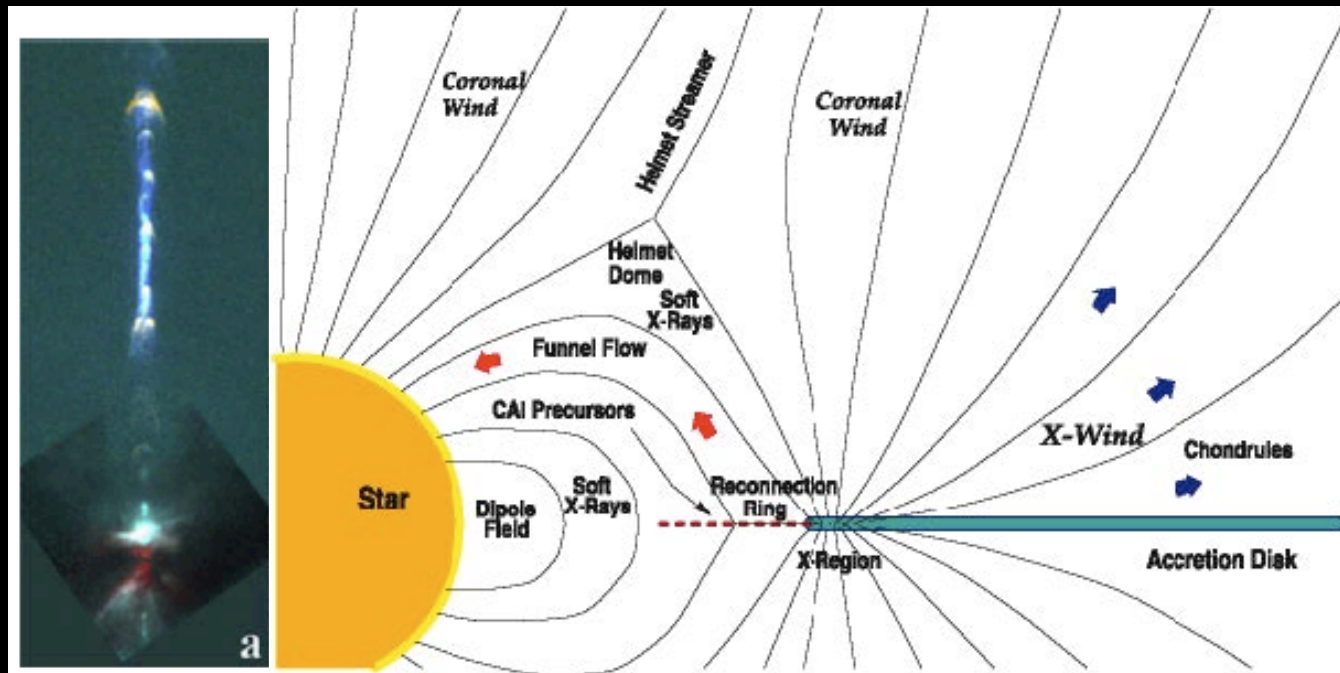 Coronal
Wind
Helmet Streamer
Coronal
Wind
Helmet
Dome
Soft
X-Rays
Funnel Flow
CAI Precursors
X-Wind
Chondrules
Star
Dipole
Field
Soft
X-Rays
Reconnection
Ring
X-Region
Accretion Disk
a